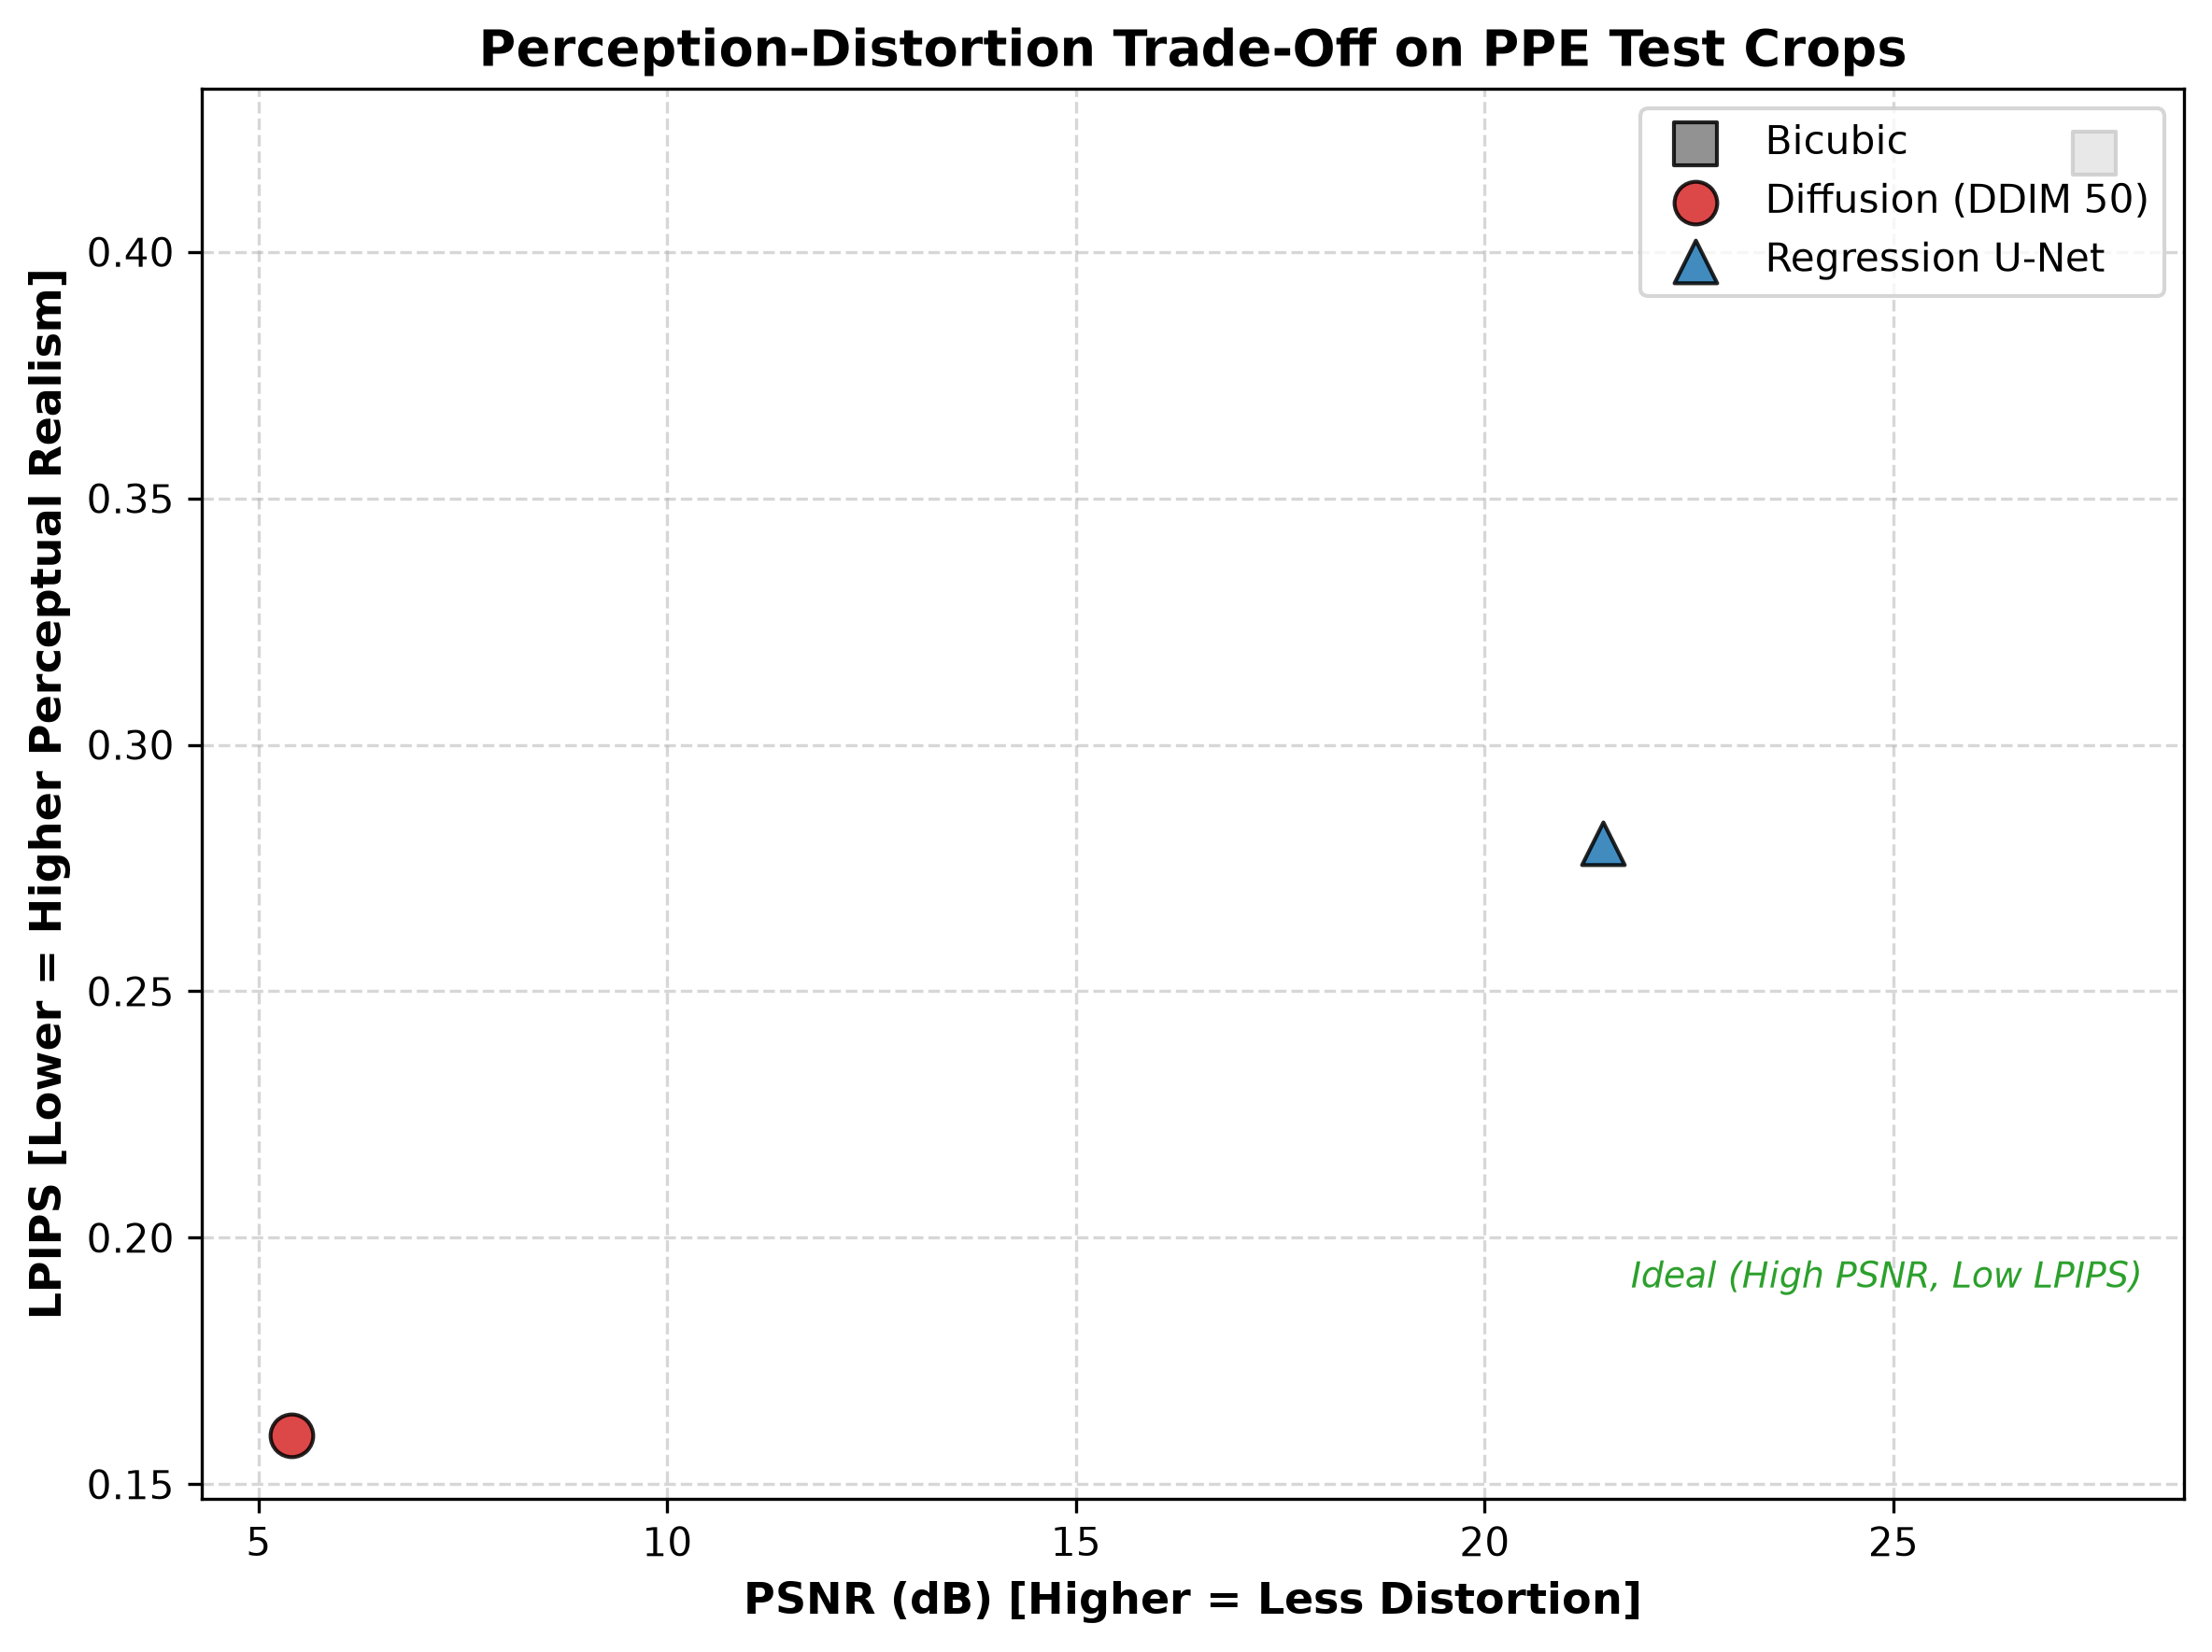 Perception-Distortion Trade-Off on PPE Test Crops
Bicubic
Diffusion (DDIM 50)
Regression U-Net
LPIPS [Lower = Higher Perceptual Realism]
0.40
0.35
0.30
0.25
0.20
0.15
Ideal (High PSNR, Low LPIPS)
5 10 15 20 25
PSNR (dB) [Higher = Less Distortion]